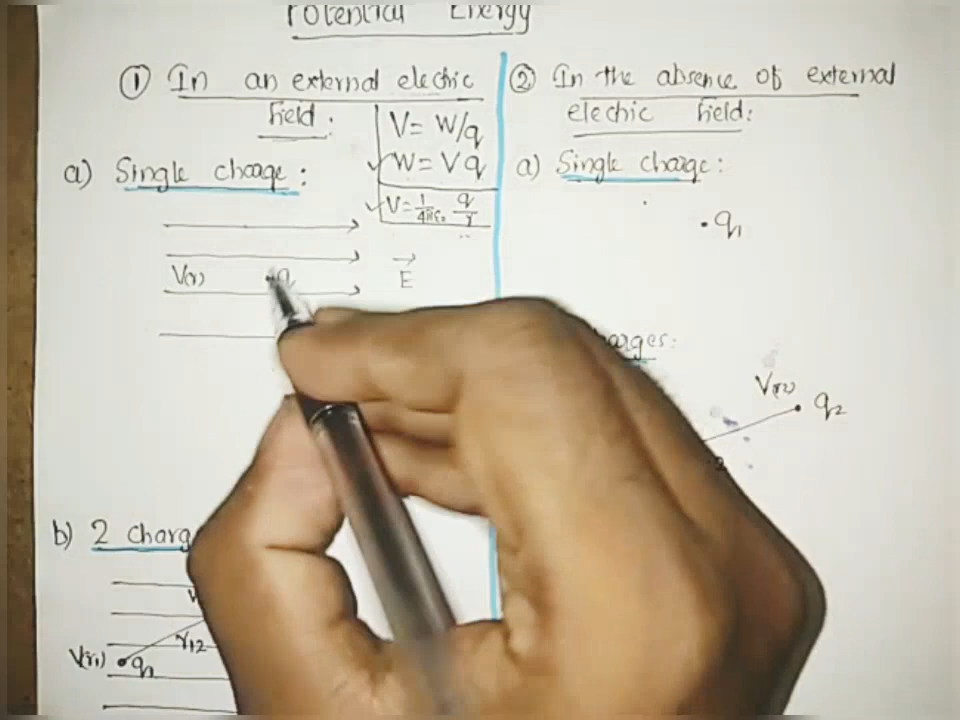 Potential Energy
① In an external electric
field:
V= W/q
W= Vq
V= 1/4πε₀ q/r
a) Single charge:
V(r) q
E
b) 2 Charg
r12
V(r1) q1
② In the absence of external
electric field:
a) Single charge:
q1
harges:
V(r2) q2